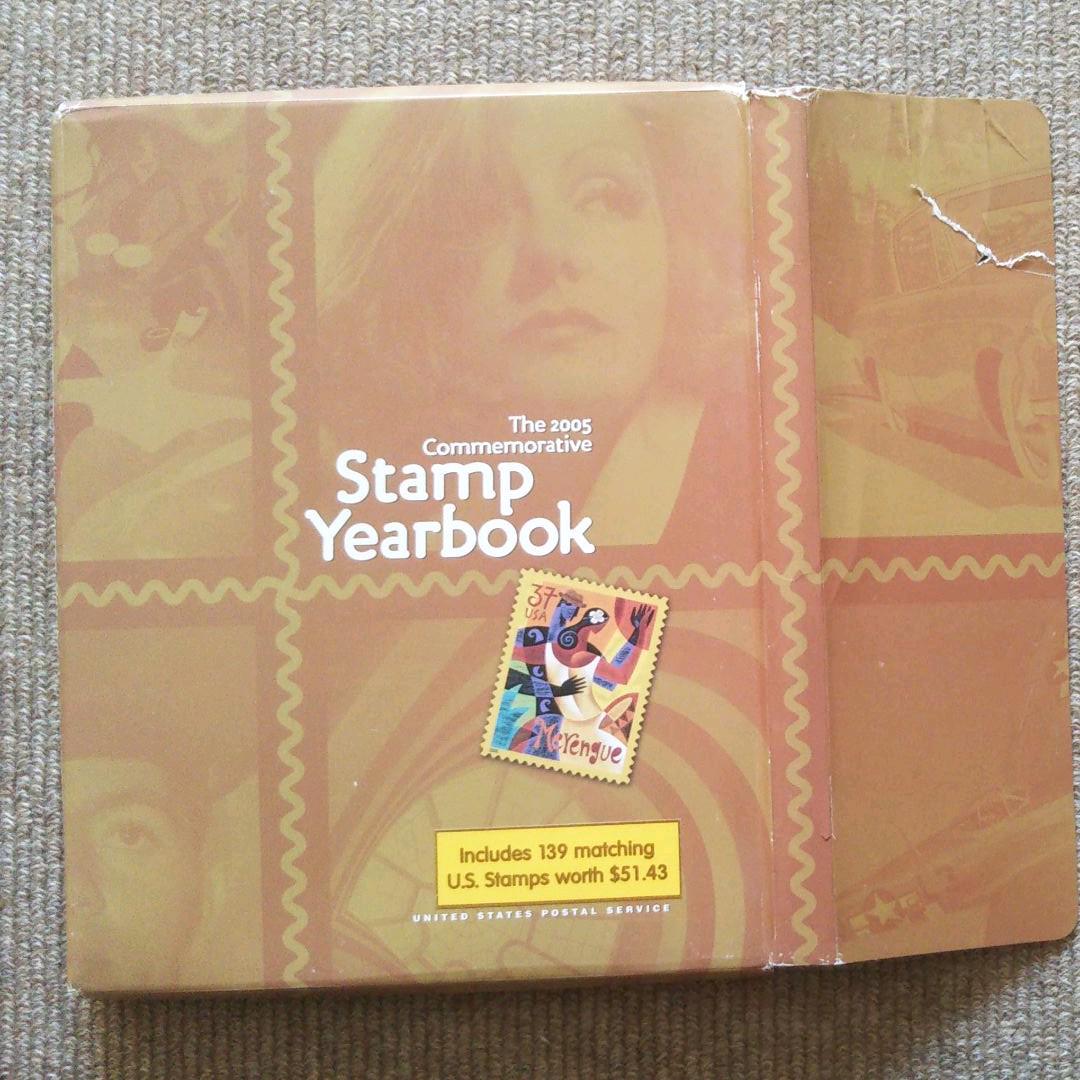 The 2005
Commemorative
Stamp
Yearbook
37
USA
Merengue
Includes 139 matching
U.S. Stamps worth $51.43
UNITED STATES POSTAL SERVICE